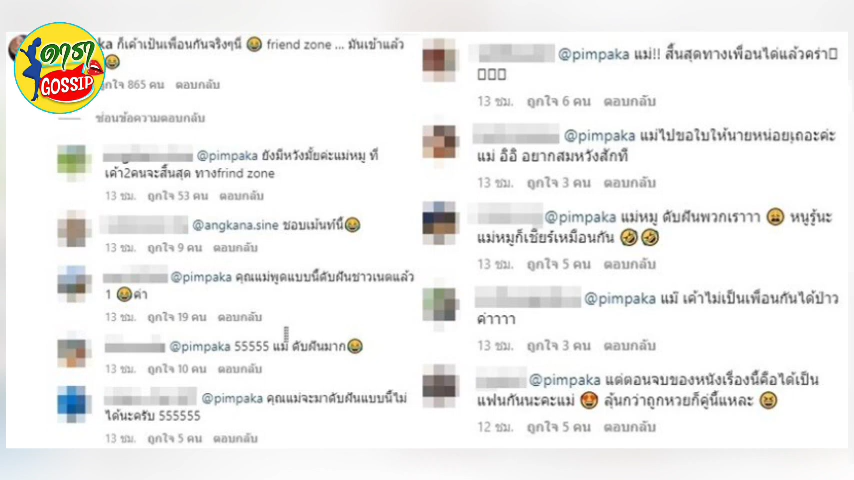 ดารา
GOSSIP
ka ก็เค้าเป็นเพื่อนกันจริงๆนี้ 😂 friend zone ... มันเข้าแล้ว
😂
ถูกใจ 865 คน ตอบกลับ
ซ่อนข้อความตอบกลับ
@pimpaka ยังมีหวังมั้ยค่ะแม่หมู ที่
เค้า2คนจะสิ้นสุด ทางfrind zone
13 ชม. ถูกใจ 53 คน ตอบกลับ
@angkana.sine ชอบเม้นท์นี้😂
13 ชม. ถูกใจ 9 คน ตอบกลับ
@pimpaka คุณแม่พูดแบบนี้ดับฝันชาวเนตแล้ว
1 😂ค่า
13 ชม. ถูกใจ 19 คน ตอบกลับ
@pimpaka 55555 แม่ ดับฝันมาก😂
13 ชม. ถูกใจ 10 คน ตอบกลับ
@pimpaka คุณแม่จะมาดับฝันแบบนี้ไม่
ได้นะครับ 555555
13 ชม. ถูกใจ 5 คน ตอบกลับ
@pimpaka แม่!! สิ้นสุดทางเพื่อนได่แล้วคร่า
13 ชม. ถูกใจ 6 คน ตอบกลับ
@pimpaka แม่ไปขอใบให้นายหน่อยเถอะค่ะ
แม่ อิอิ อยากสมหวังสักที
13 ชม. ถูกใจ 3 คน ตอบกลับ
@pimpaka แม่หมู ดับฝันพวกเราาา 😩 หนูรู้นะ
แม่หมูก็เชียร์เหมือนกัน 🤣🤣
13 ชม. ถูกใจ 5 คน ตอบกลับ
@pimpaka แม๊ เค้าไม่เป็นเพื่อนกันได้ป่าว
ค่าาาา
13 ชม. ถูกใจ 3 คน ตอบกลับ
@pimpaka แต่ตอนจบของหนังเรื่องนี้คือได้เป็น
แฟนกันนะคะแม่ 😍 ลุ้นกว่าถูกหวยก็คู่นี้แหละ 😆
12 ชม. ถูกใจ 5 คน ตอบกลับ